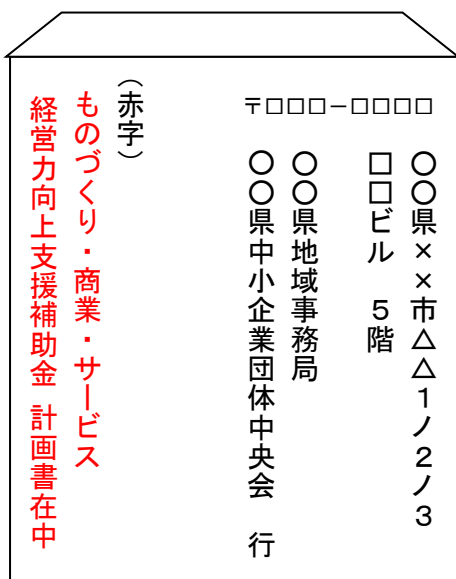 〒□□□－□□□□
○○県××市△△１ノ２ノ３
□□ビル　５階
○○県地域事務局
○○県中小企業団体中央会　行
（赤字）
ものづくり・商業・サービス
経営力向上支援補助金 計画書在中